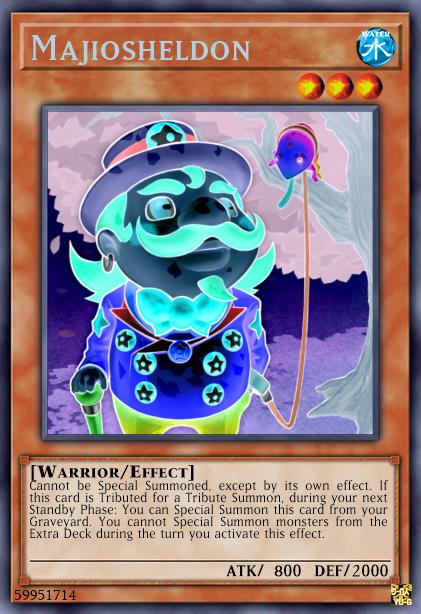 MAJIOSHELDON
WATER
水
[WARRIOR/EFFECT]
Cannot be Special Summoned, except by its own effect. If
this card is Tributed for a Tribute Summon, during your next
Standby Phase: You can Special Summon this card from your
Graveyard. You cannot Special Summon monsters from the
Extra Deck during the turn you activate this effect.
ATK/ 800 DEF/2000
59951714